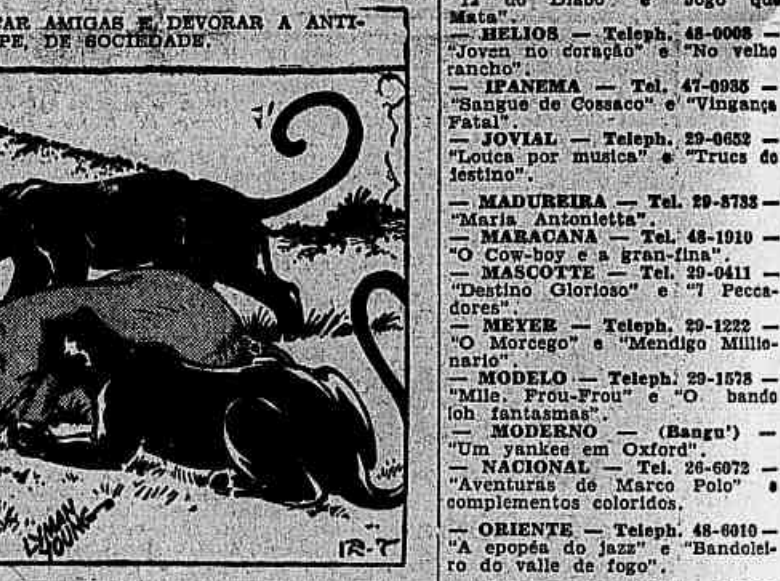 AR AMIGAS E, DEVORAR A ANTI-
PE, DE SOCIEDADE.
LYMAN
YOUNG
12-7
"12 do Diabo" e "Jogo que
Mata".
— HELIOS — Teleph. 48-0008 —
"Joven no coração" e "No velho
rancho".
— IPANEMA — Tel. 47-0935 —
"Sangue de Cossaco" e "Vingança
Fatal".
— JOVIAL — Teleph. 29-0652 —
"Louca por musica" e "Trucs do
destino".
— MADUREIRA — Tel. 29-8733 —
"Maria Antonietta".
— MARACANA — Tel. 48-1910 —
"O Cow-boy e a gran-fina".
— MASCOTTE — Tel. 29-0411 —
"Destino Glorioso" e "7 Pecca-
dores".
— MEYER — Teleph. 29-1222 —
"O Morcego" e "Mendigo Millio-
nario".
— MODELO — Teleph. 29-1578 —
"Mlle. Frou-Frou" e "O bando
loh fantasmas".
— MODERNO — (Bangu') —
"Um yankee em Oxford".
— NACIONAL — Tel. 26-6072 —
"Aventuras de Marco Polo" e
complementos coloridos.
— ORIENTE — Teleph. 48-6010 —
"A epopéa do jazz" e "Bandolei-
ro do valle de fogo".